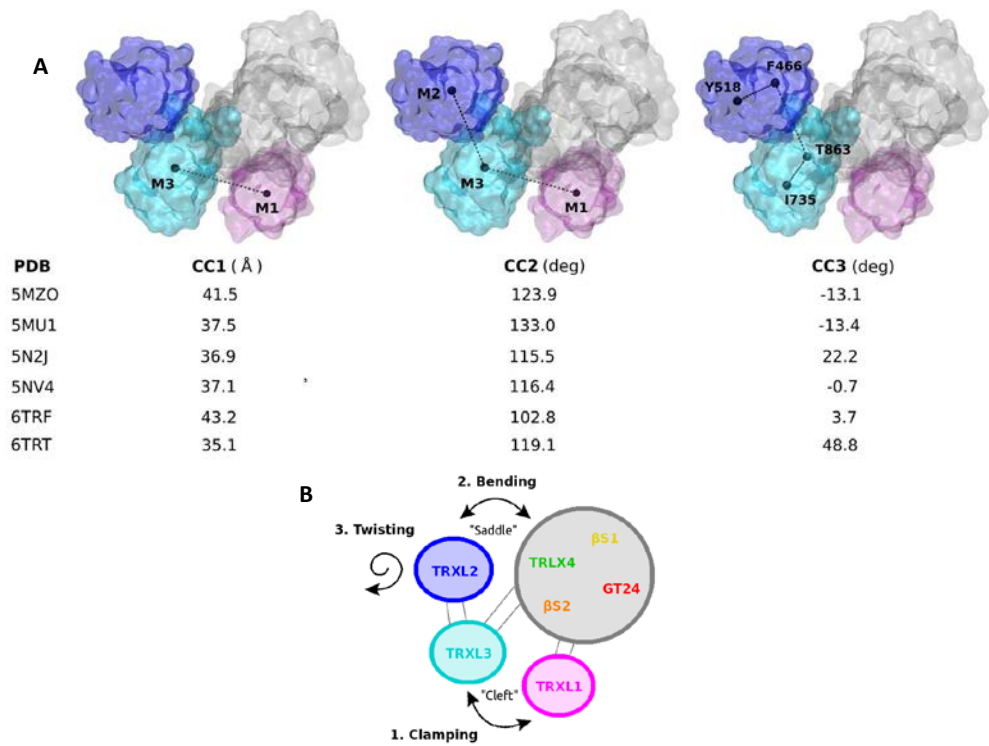 A
M3
M1
M2
M3
M1
Y518
F466
T863
I735
PDB CC1 ( Å ) CC2 (deg) CC3 (deg)
5MZO 41.5 123.9 -13.1
5MU1 37.5 133.0 -13.4
5N2J 36.9 115.5 22.2
5NV4 37.1 116.4 -0.7
6TRF 43.2 102.8 3.7
6TRT 35.1 119.1 48.8
B
2. Bending
3. Twisting
"Saddle"
βS1
TRXL2
TRLX4
GT24
βS2
TRXL3
TRXL1
"Cleft"
1. Clamping